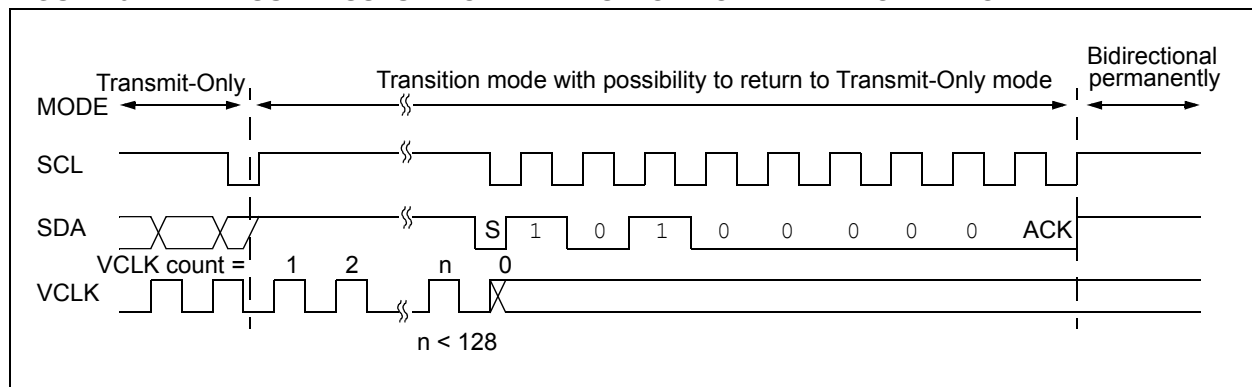 Transmit-Only
Transition mode with possibility to return to Transmit-Only mode
Bidirectional
permanently
MODE
SCL
SDA
S 1 0 1 0 0 0 0 0 ACK
VCLK count = 1 2 n 0
VCLK
n < 128